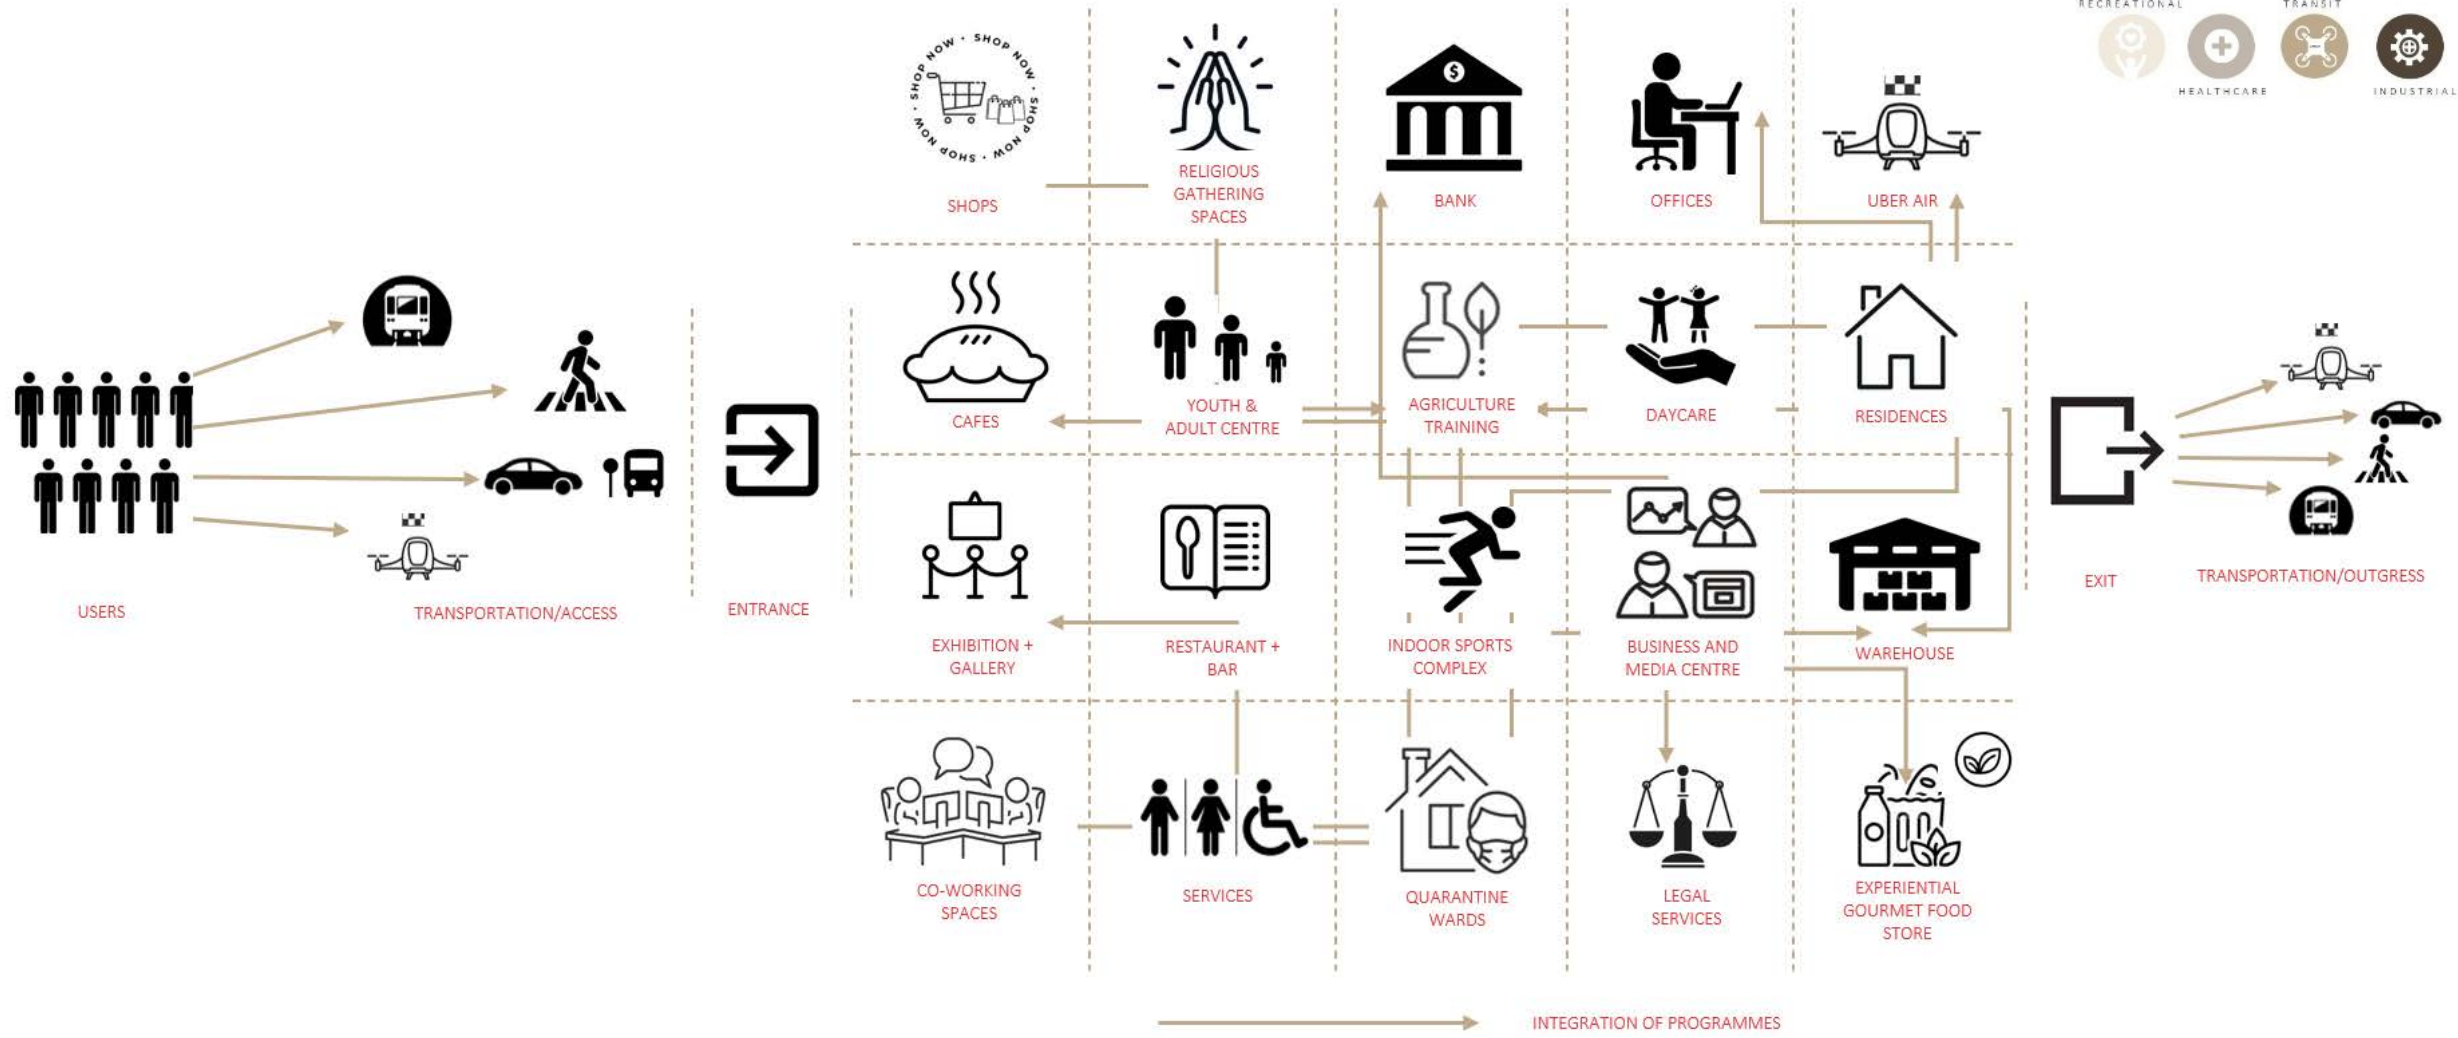 RECREATIONAL
TRANSIT
HEALTHCARE
INDUSTRIAL
SHOP NOW · SHOP NOW · SHOP NOW · SHOP NOW ·
$
SHOPS
RELIGIOUS
GATHERING
SPACES
BANK
OFFICES
UBER AIR
CAFES
YOUTH &
ADULT CENTRE
AGRICULTURE
TRAINING
DAYCARE
RESIDENCES
USERS
TRANSPORTATION/ACCESS
ENTRANCE
EXHIBITION +
GALLERY
RESTAURANT +
BAR
INDOOR SPORTS
COMPLEX
BUSINESS AND
MEDIA CENTRE
WAREHOUSE
EXIT
TRANSPORTATION/OUTGRESS
CO-WORKING
SPACES
SERVICES
QUARANTINE
WARDS
LEGAL
SERVICES
EXPERIENTIAL
GOURMET FOOD
STORE
INTEGRATION OF PROGRAMMES